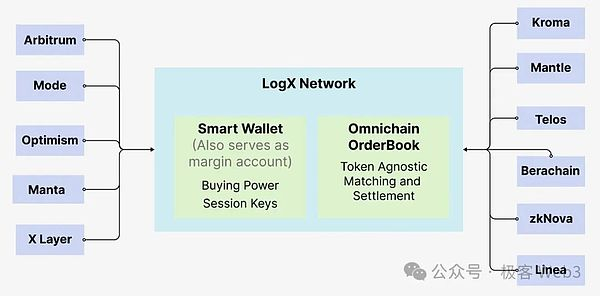 Arbitrum
Mode
Optimism
Manta
X Layer
LogX Network
Smart Wallet
(Also serves as
margin account)
Buying Power
Session Keys
Omnichain
OrderBook
Token Agnostic
Matching and
Settlement
Kroma
Mantle
Telos
Berachain
zkNova
Linea
公众号 · 极客 Web3